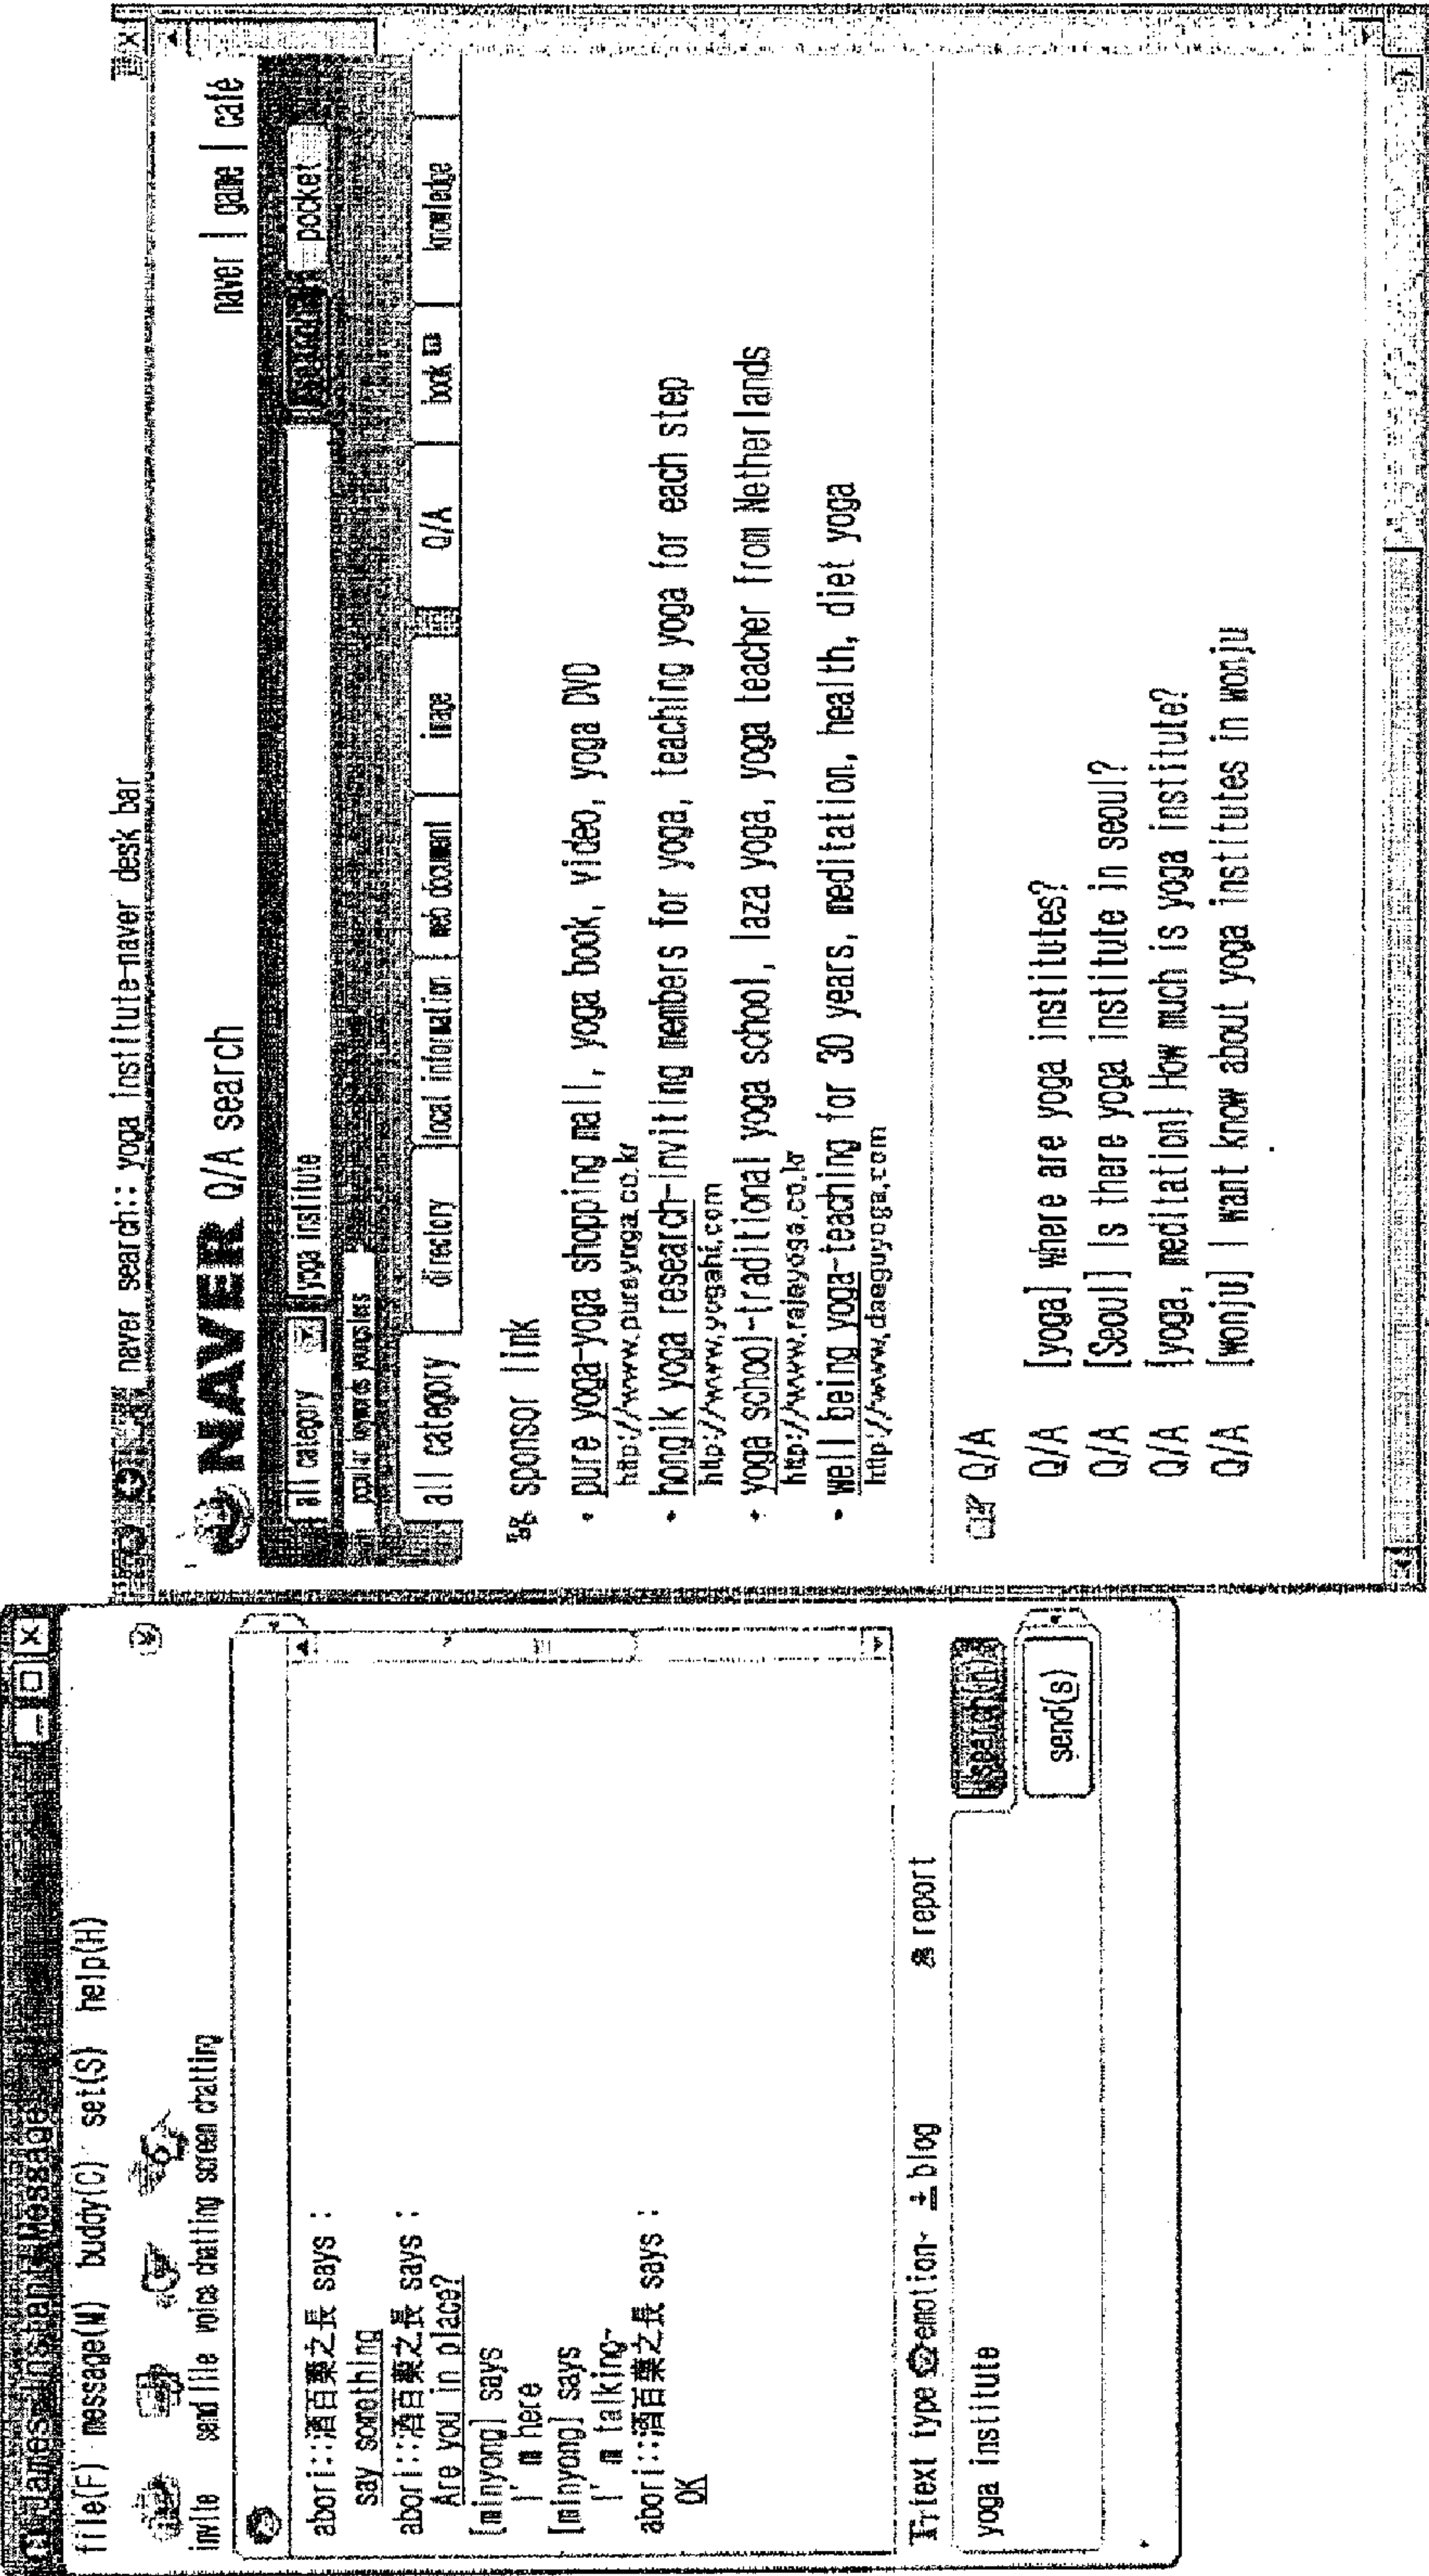 James Instant Message
file(F) message(M) buddy(C) set(S) help(H)
invite send file voice chatting screen chatting
abori::酒百藥之長 says :
say something
abori::酒百藥之長 says :
Are you in place?
[minyong] says
I'm here
[minyong] says
I'm talking~
abori::酒百藥之長 says :
OK
text type emotion~ blog report
yoga institute
search(n)
send(s)
naver search:: yoga institute-naver desk bar
NAVER Q/A search
naver | game | café
all category yoga institute search pocket
popular keywords
all category directory local information web document image Q/A book knowledge
sponsor link
• pure yoga-yoga shopping mall, yoga book, video, yoga DVD
http://www.pureyoga.co.kr
• hongik yoga research-inviting members for yoga, teaching yoga for each step
http://www.yogahi.com
• yoga school-traditional yoga school, laza yoga, yoga teacher from Netherlands
http://www.rajayoga.co.kr
• well being yoga-teaching for 30 years, meditation, health, diet yoga
http://www.daeguyoga.com
Q/A
Q/A [yoga] where are yoga institutes?
Q/A [Seoul] Is there yoga institute in seoul?
Q/A [yoga, meditation] How much is yoga institute?
Q/A [wonju] I want know about yoga institutes in wonju